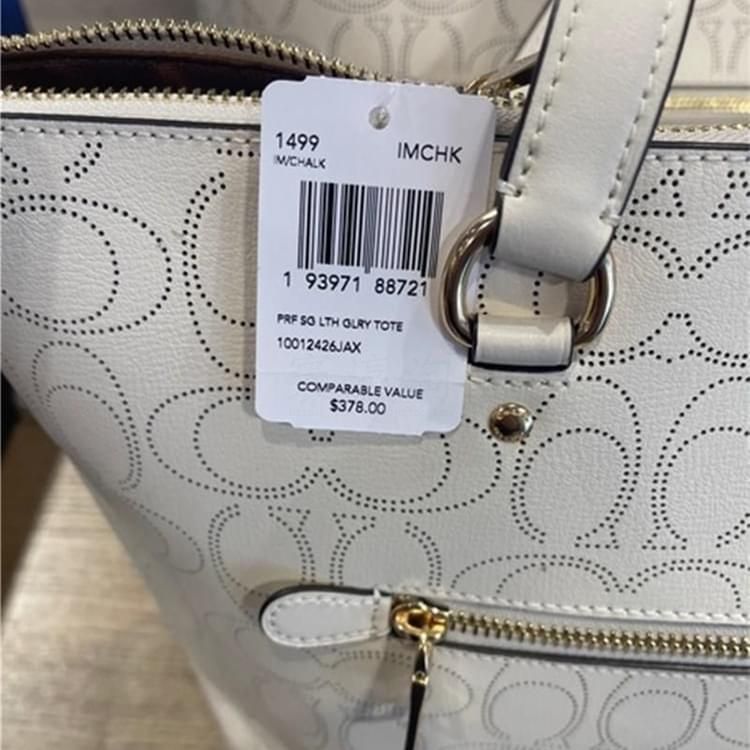 1499 IMCHK
IM/CHALK
1 93971 88721
PRF SG LTH GLRY TOTE
10012426JAX
COMPARABLE VALUE
$378.00